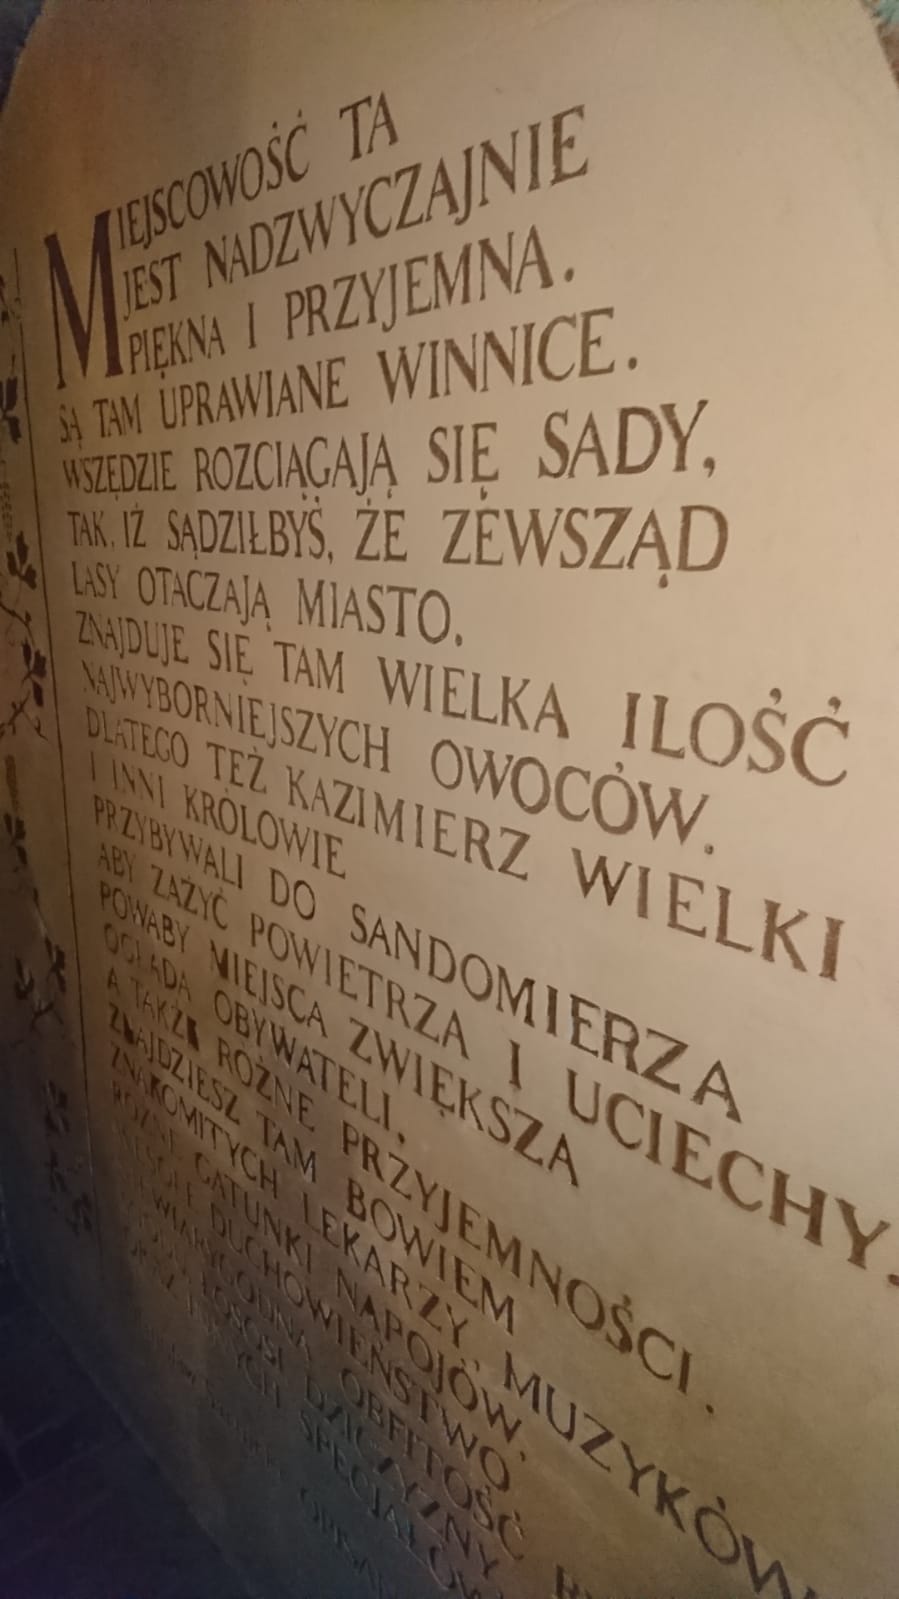 MIEJSCOWOŚĆ TA
JEST NADZWYCZAJNIE
PIĘKNA I PRZYJEMNA.
SĄ TAM UPRAWIANE WINNICE.
WSZĘDZIE ROZCIĄGAJĄ SIĘ SADY,
TAK, IŻ SĄDZIŁBYŚ, ŻE ZEWSZĄD
LASY OTACZAJĄ MIASTO.
ZNAJDUJE SIĘ TAM WIELKA ILOŚĆ
NAJWYBORNIEJSZYCH OWOCÓW.
DLATEGO TEŻ KAZIMIERZ WIELKI
I INNI KRÓLOWIE
PRZYBYWALI DO SANDOMIERZA
ABY ZAŻYĆ POWIETRZA I UCIECHY.
POWABY MIEJSCA ZWIĘKSZA
OGŁADA OBYWATELI,
A TAKŻE RÓŻNE PRZYJEMNOŚCI.
ZNAJDZIESZ TAM BOWIEM
ZNAKOMITYCH LEKARZY, MUZYKÓW
RÓŻNE GATUNKI NAPOJÓW,
DUCHOWIEŃSTWO
OBFITOŚĆ
DZICZYZNY
SPECJAŁÓW